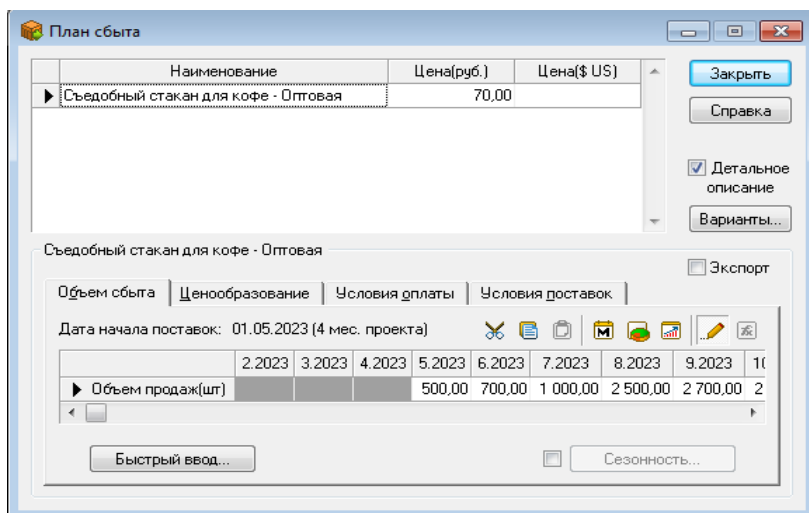 План сбыта
Наименование Цена(руб.) Цена($ US)
Съедобный стакан для кофе - Оптовая 70,00
Закрыть
Справка
Детальное описание
Варианты...
Съедобный стакан для кофе - Оптовая
Экспорт
Объем сбыта Ценообразование Условия оплаты Условия поставок
Дата начала поставок: 01.05.2023 (4 мес. проекта)
2.2023 3.2023 4.2023 5.2023 6.2023 7.2023 8.2023 9.2023 10
Объем продаж(шт) 500,00 700,00 1 000,00 2 500,00 2 700,00 2
Быстрый ввод... Сезонность...